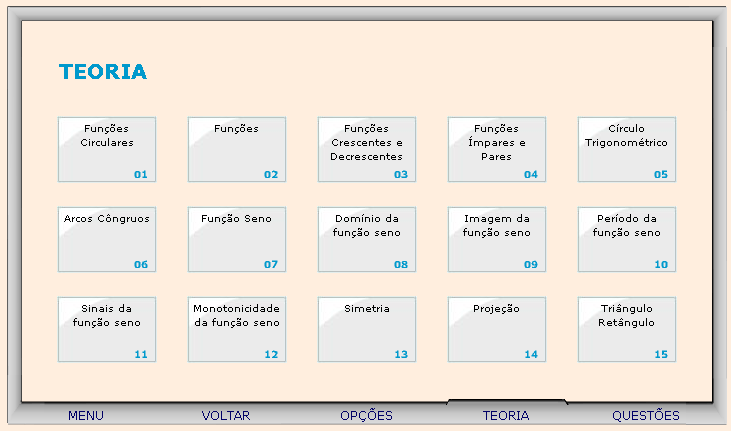 TEORIA
Funções
Circulares
01
Funções
02
Funções
Crescentes e
Decrescentes
03
Funções
Ímpares e
Pares
04
Círculo
Trigonométrico
05
Arcos Côngruos
06
Função Seno
07
Domínio da
função seno
08
Imagem da
função seno
09
Período da
função seno
10
Sinais da
função seno
11
Monotonicidade
da função seno
12
Simetria
13
Projeção
14
Triângulo
Retângulo
15
MENU
VOLTAR
OPÇÕES
TEORIA
QUESTÕES